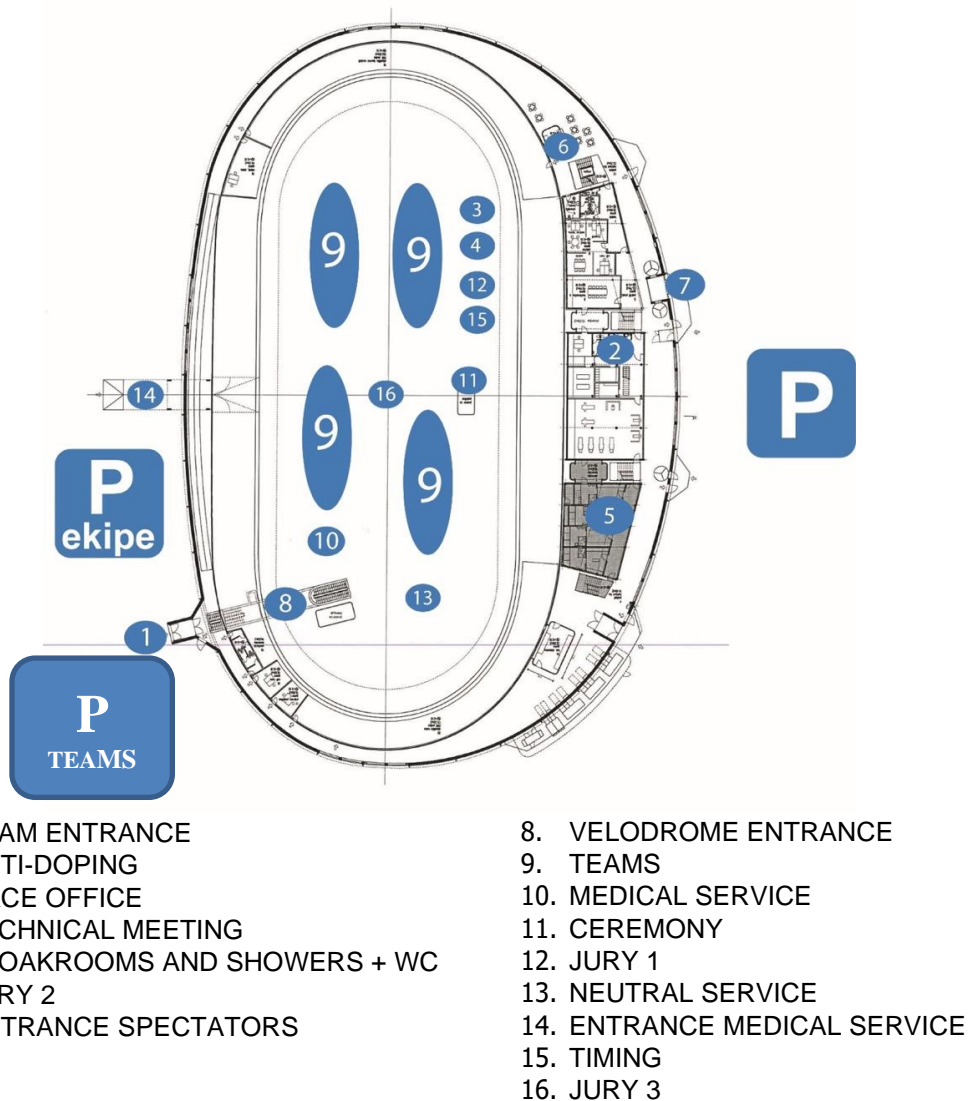 6
3
9
9
4
12
7
15
2
11
16
14
P
9
P
9
ekipe
5
10
13
8
1
P
TEAMS
AM ENTRANCE
TI-DOPING
CE OFFICE
CHNICAL MEETING
OAKROOMS AND SHOWERS + WC
RY 2
TRANCE SPECTATORS
8. VELODROME ENTRANCE
9. TEAMS
10. MEDICAL SERVICE
11. CEREMONY
12. JURY 1
13. NEUTRAL SERVICE
14. ENTRANCE MEDICAL SERVICE
15. TIMING
16. JURY 3